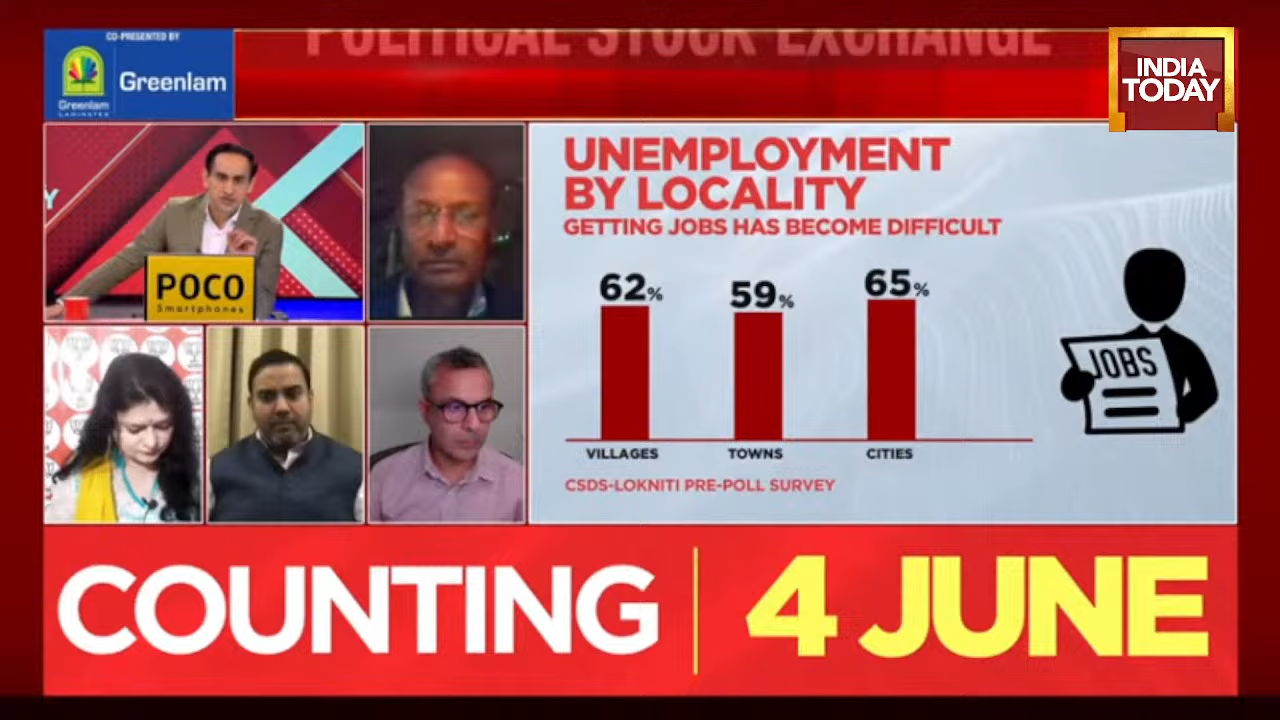 CO-PRESENTED BY
Greenlam
Greenlam
LAMINATES
POLITICAL STOCK EXCHANGE
INDIA
TODAY
Y
POCO
Smartphones
UNEMPLOYMENT
BY LOCALITY
GETTING JOBS HAS BECOME DIFFICULT
62%
59%
65%
JOBS
VILLAGES
TOWNS
CITIES
CSDS-LOKNITI PRE-POLL SURVEY
COUNTING
4 JUNE